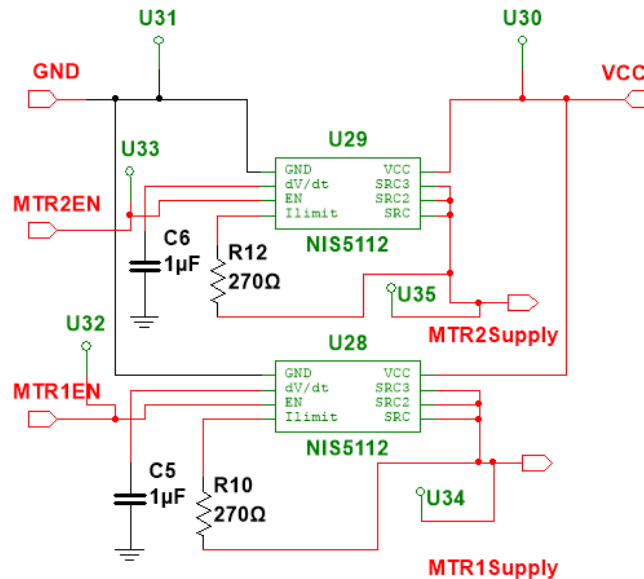 U31
U30
GND
VCC
U33
U29
GND VCC
dV/dt SRC3
EN SRC2
Ilimit SRC
NIS5112
MTR2EN
C6
1µF
R12
270Ω
U35
MTR2Supply
U32
U28
GND VCC
dV/dt SRC3
EN SRC2
Ilimit SRC
NIS5112
MTR1EN
C5
1µF
R10
270Ω
U34
MTR1Supply